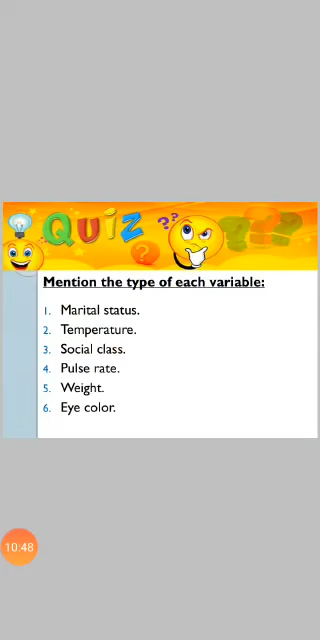 QUIZ
Mention the type of each variable:
1. Marital status.
2. Temperature.
3. Social class.
4. Pulse rate.
5. Weight.
6. Eye color.
10:48